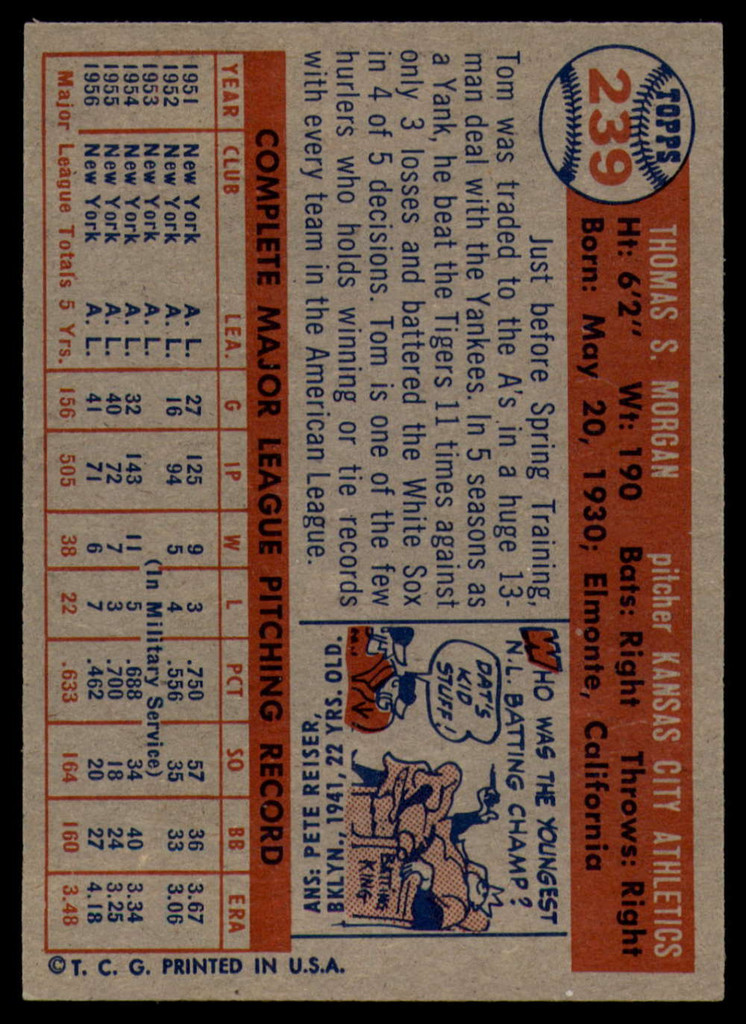 TOPPS
239
THOMAS S. MORGAN pitcher KANSAS CITY ATHLETICS
Ht: 6'2" Wt: 190 Bats: Right Throws: Right
Born: May 20, 1930; Elmonte, California
Just before Spring Training,
Tom was traded to the A's in a huge 13-
man deal with the Yankees. In 5 seasons as
a Yank, he beat the Tigers 11 times against
only 3 losses and battered the White Sox
in 4 of 5 decisions. Tom is one of the few
hurlers who holds winning or tie records
with every team in the American League.
WHO WAS THE YOUNGEST
N.L. BATTING CHAMP?
DAT'S
KID
STUFF!
BATTING
KING
ANS: PETE REISER,
BKLYN., 1941, 22 YRS. OLD.
COMPLETE MAJOR LEAGUE PITCHING RECORD
YEAR CLUB LEA. G IP W L PCT SO BB ERA
1951 New York A. L. 27 125 9 3 .750 57 36 3.67
1952 New York A. L. 16 94 5 4 .556 35 33 3.06
1953 New York A. L. (In Military Service)
1954 New York A. L. 32 143 11 5 .688 34 40 3.34
1955 New York A. L. 40 72 7 3 .700 18 24 3.25
1956 New York A. L. 41 71 6 7 .462 20 27 4.18
Major League Totals 5 Yrs. 156 505 38 22 .633 164 160 3.48
© T. C. G. PRINTED IN U.S.A.